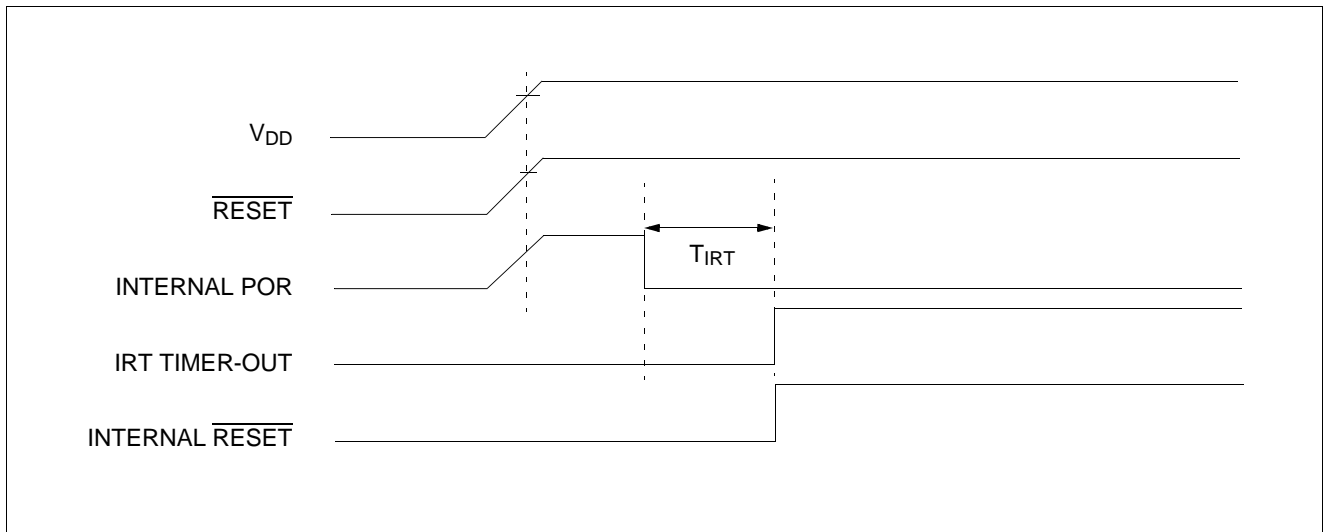 VDD
RESET
TIRT
INTERNAL POR
IRT TIMER-OUT
INTERNAL RESET